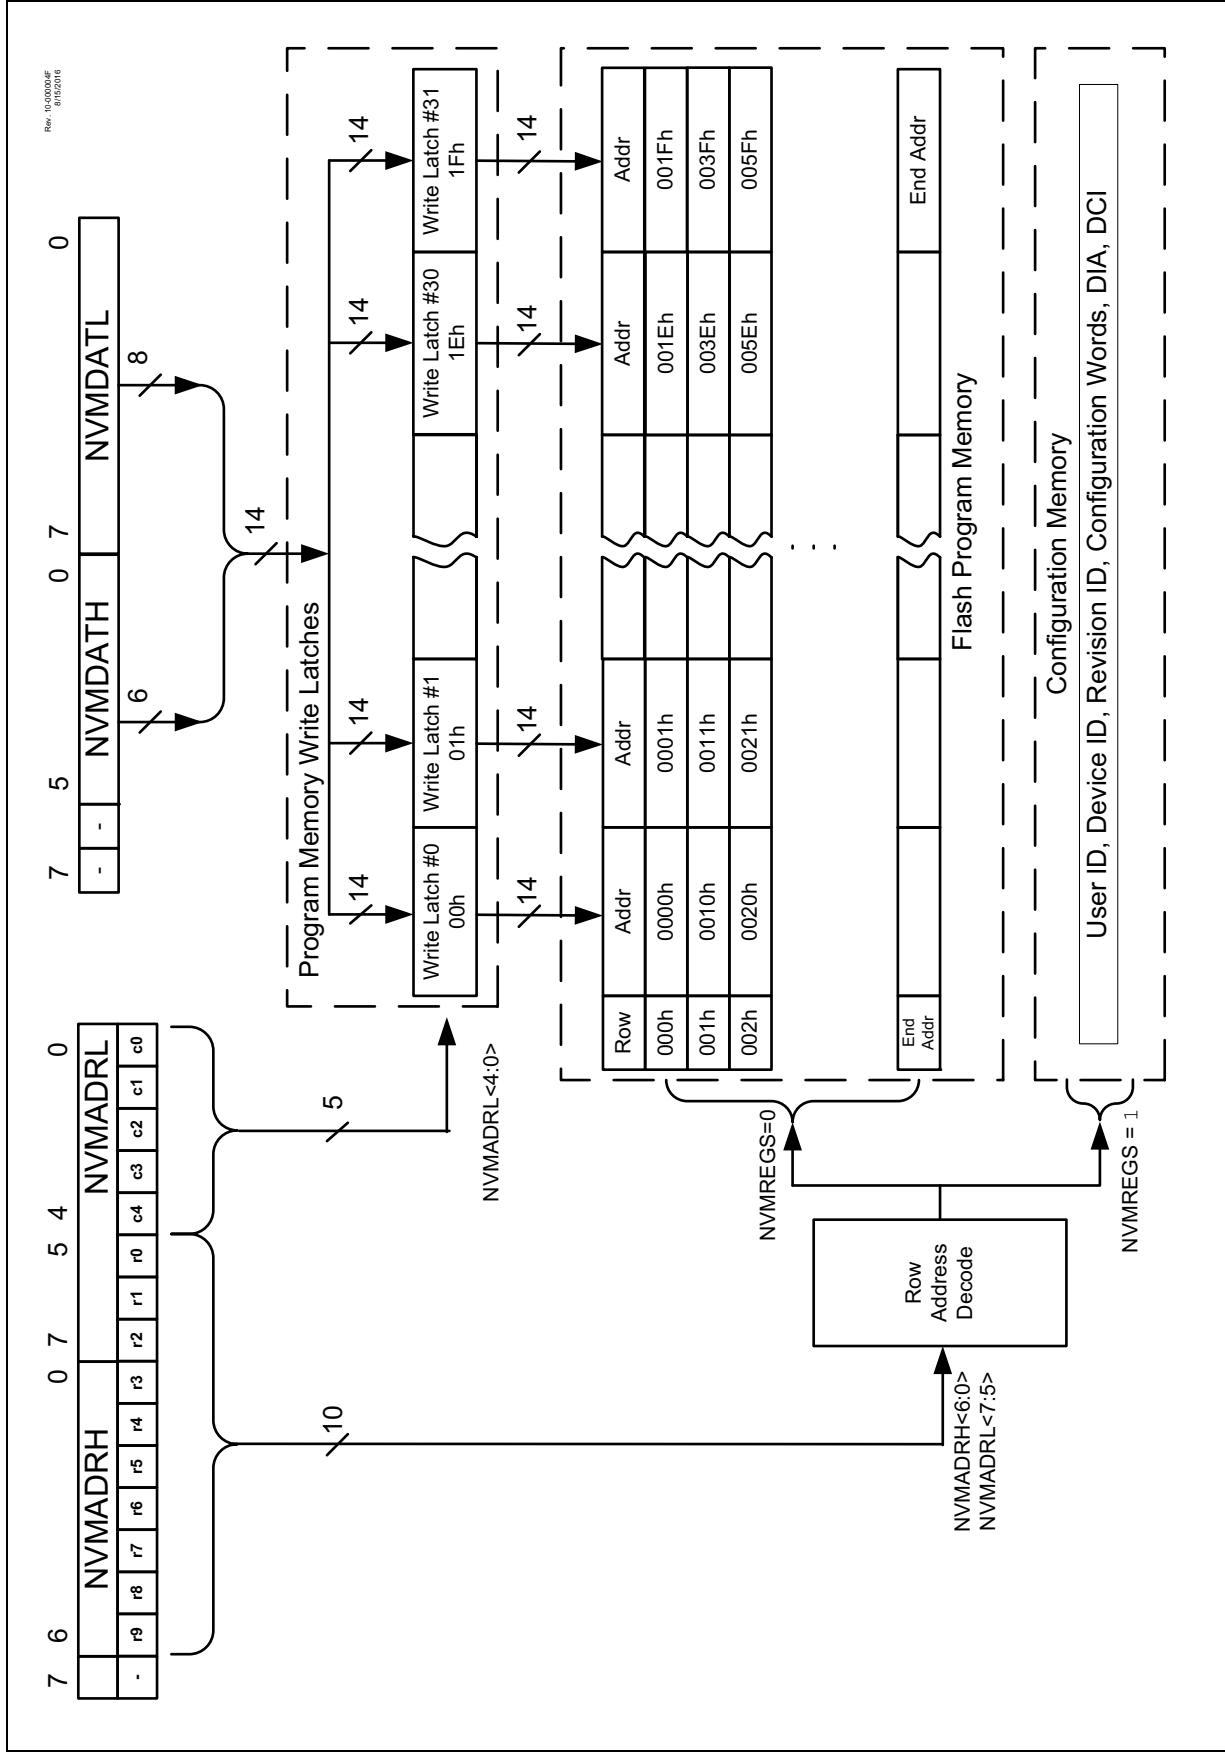 Rev. 10-000004F
8/15/2016
7 6 0 7 5 4 0 7 5 0 7 0
NVMADRH NVMADRL - - NVMDATH NVMDATL
- r9 r8 r7 r6 r5 r4 r3 r2 r1 r0 c4 c3 c2 c1 c0
6 8
14
10
5
Program Memory Write Latches
14 14 14 14
Write Latch #0
00h
Write Latch #1
01h
Write Latch #30
1Eh
Write Latch #31
1Fh
NVMADRL<4:0>
14 14 14 14
Row Addr Addr Addr Addr
000h 0000h 0001h 001Eh 001Fh
001h 0010h 0011h 003Eh 003Fh
002h 0020h 0021h 005Eh 005Fh
End
Addr
End Addr
Flash Program Memory
NVMREGS=0
Row
Address
Decode
NVMADRH<6:0>
NVMADRL<7:5>
NVMREGS = 1
Configuration Memory
User ID, Device ID, Revision ID, Configuration Words, DIA, DCI